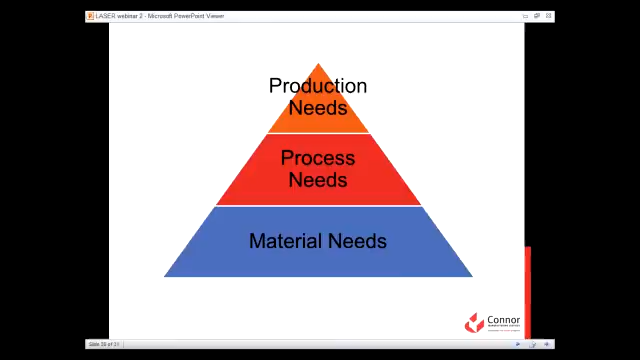 LASER webinar 2 - Microsoft PowerPoint Viewer
Production
Needs
Process
Needs
Material Needs
Connor